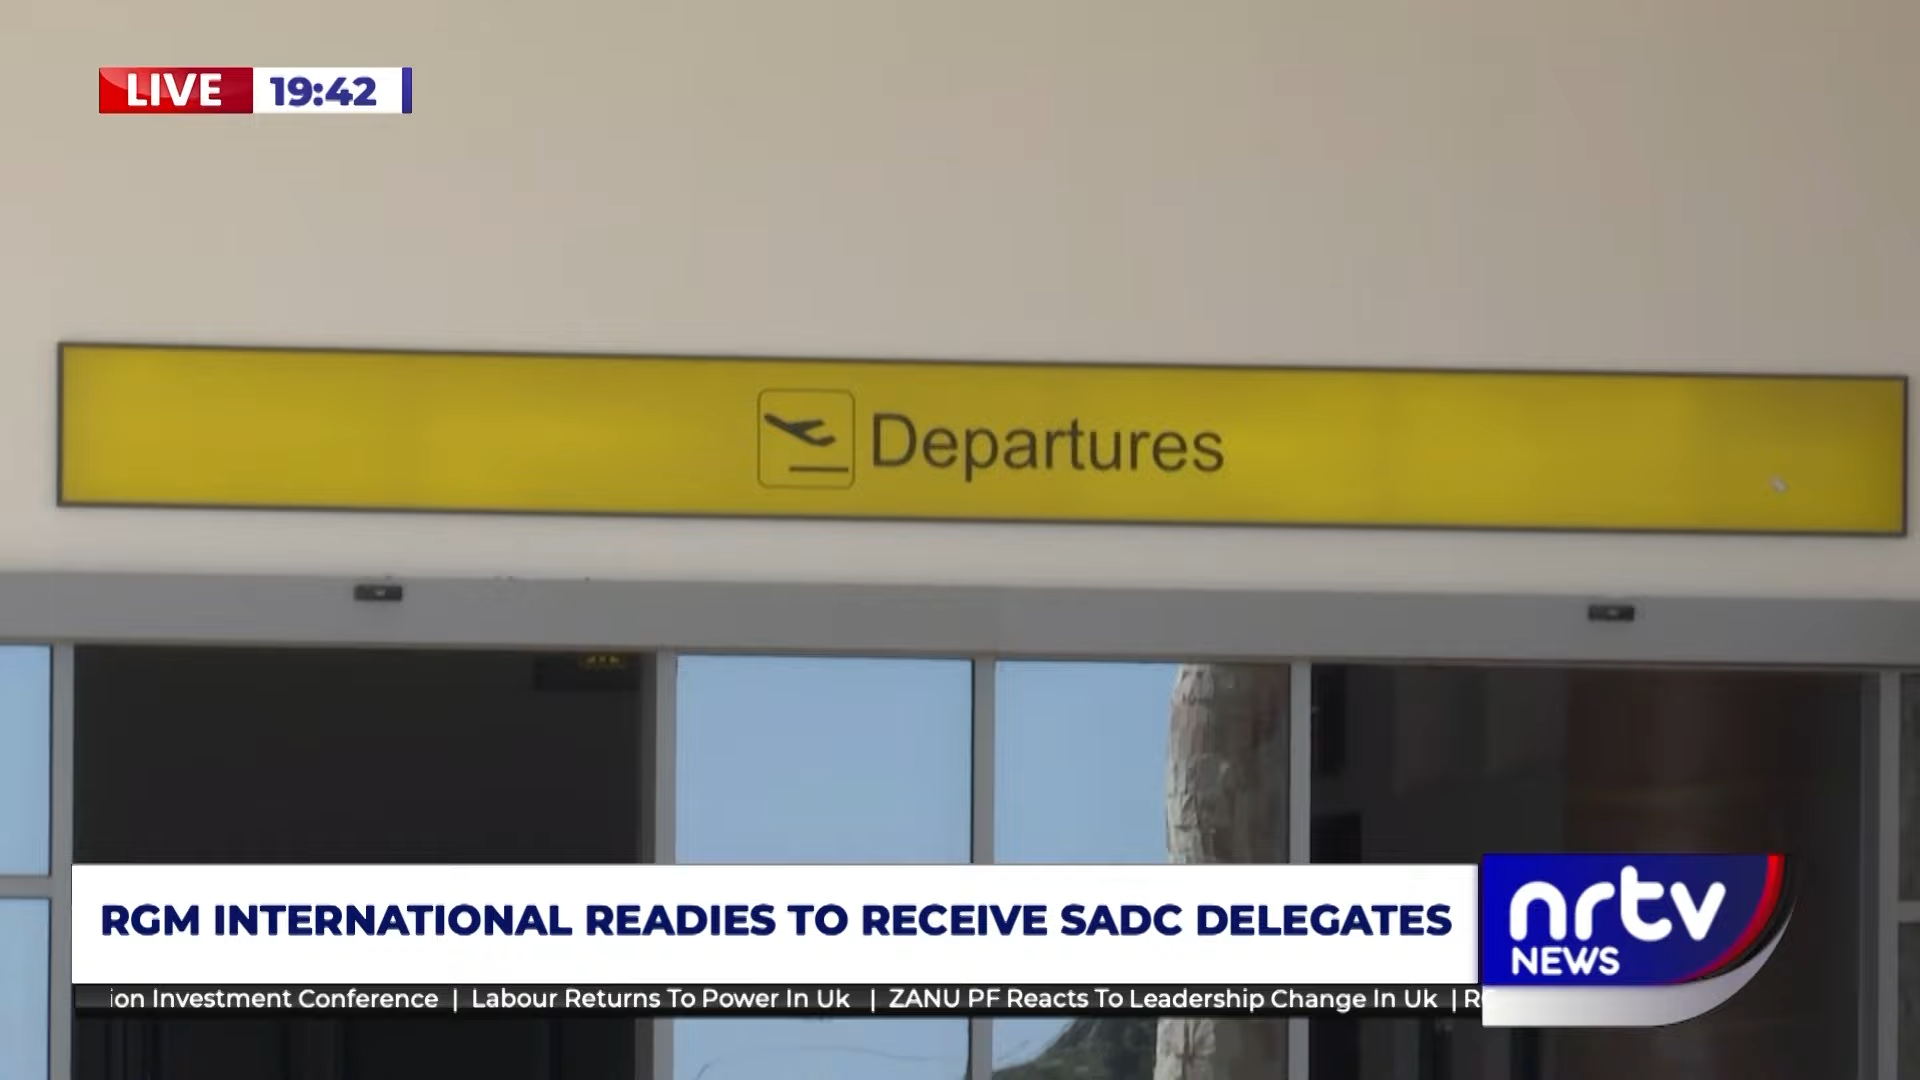 LIVE 19:42
Departures
RGM INTERNATIONAL READIES TO RECEIVE SADC DELEGATES
nrtv
NEWS
ion Investment Conference | Labour Returns To Power In Uk | ZANU PF Reacts To Leadership Change In Uk |